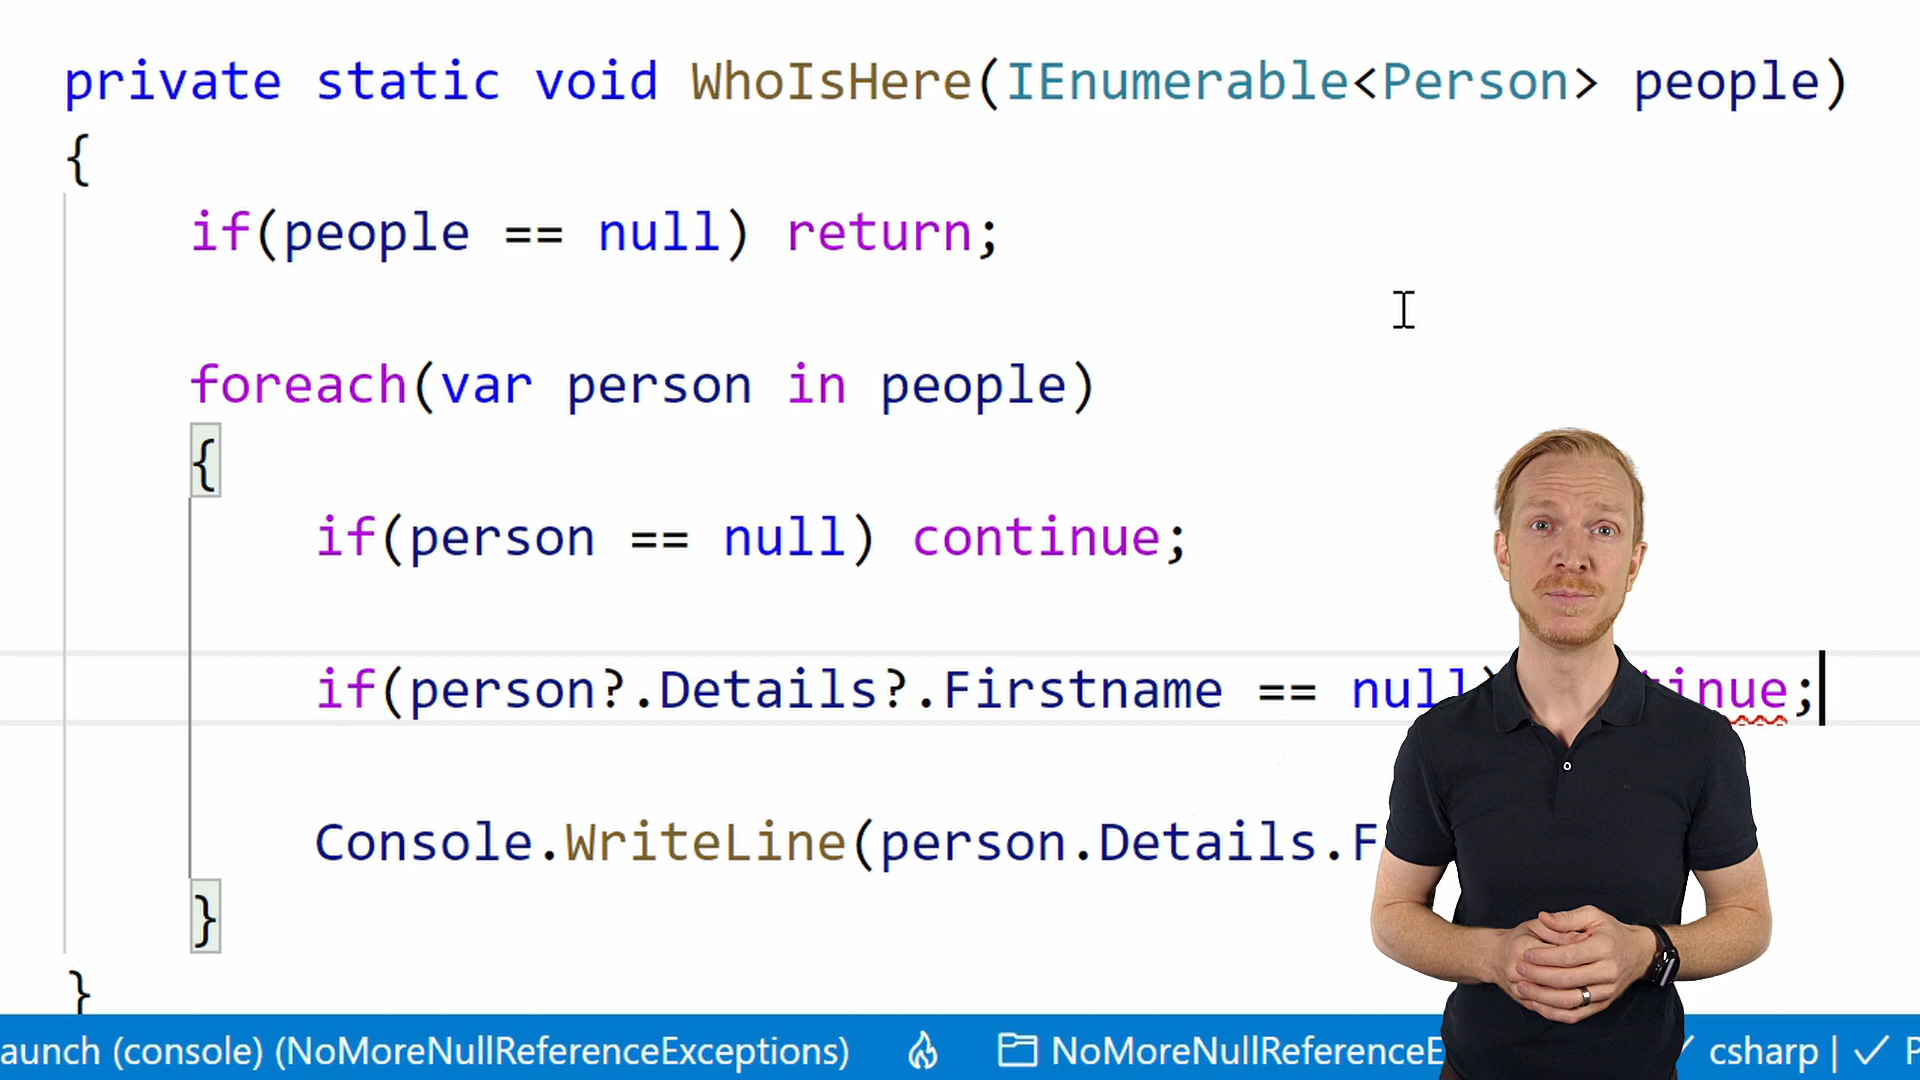 private static void WhoIsHere(IEnumerable<Person> people)
{
if(people == null) return;
foreach(var person in people)
{
if(person == null) continue;
if(person?.Details?.Firstname == null) tinue;
Console.WriteLine(person.Details.F
}
}
aunch (console) (NoMoreNullReferenceExceptions) NoMoreNullReferenceE csharp | ✓ P